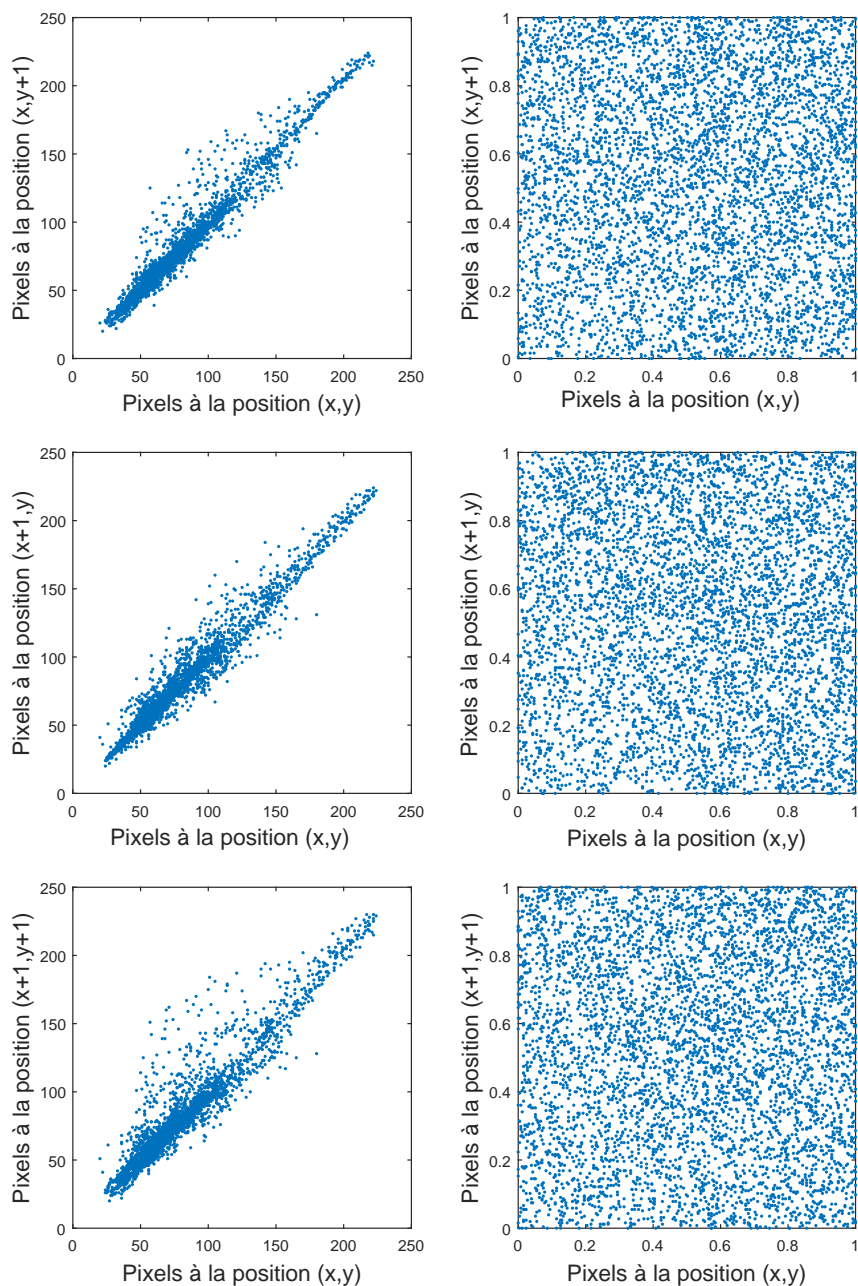 250
200
150
100
50
0
0 50 100 150 200 250
Pixels à la position (x,y)
Pixels à la position (x,y+1)
1
0.8
0.6
0.4
0.2
0
0 0.2 0.4 0.6 0.8 1
Pixels à la position (x,y)
Pixels à la position (x,y+1)
250
200
150
100
50
0
0 50 100 150 200 250
Pixels à la position (x,y)
Pixels à la position (x+1,y)
1
0.8
0.6
0.4
0.2
0
0 0.2 0.4 0.6 0.8 1
Pixels à la position (x,y)
Pixels à la position (x+1,y)
250
200
150
100
50
0
0 50 100 150 200 250
Pixels à la position (x,y)
Pixels à la position (x+1,y+1)
1
0.8
0.6
0.4
0.2
0
0 0.2 0.4 0.6 0.8 1
Pixels à la position (x,y)
Pixels à la position (x+1,y+1)